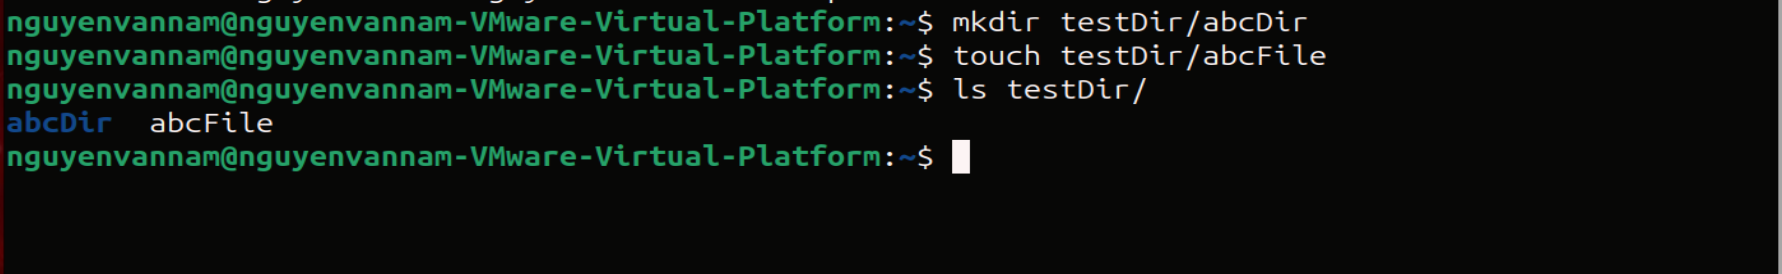 nguyenvannam@nguyenvannam-VMware-Virtual-Platform:~$ mkdir testDir/abcDir
nguyenvannam@nguyenvannam-VMware-Virtual-Platform:~$ touch testDir/abcFile
nguyenvannam@nguyenvannam-VMware-Virtual-Platform:~$ ls testDir/
abcDir  abcFile
nguyenvannam@nguyenvannam-VMware-Virtual-Platform:~$